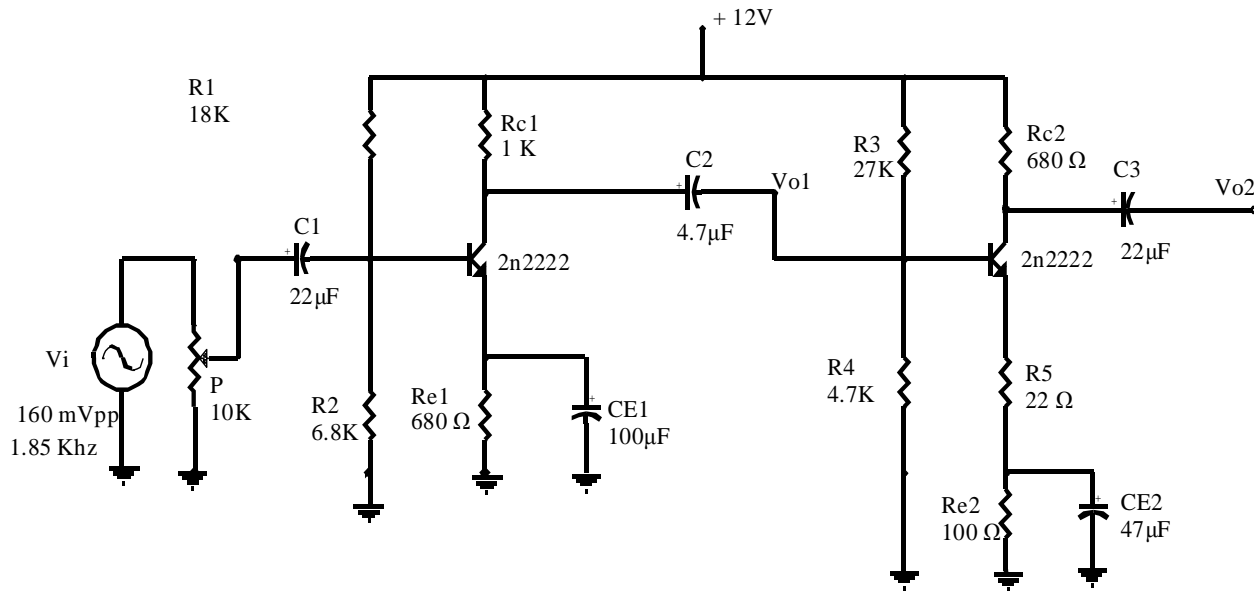 + 12V
R1
18K
Rc1
1 K
R3
27K
Rc2
680 Ω
C2
Vo1
C3
Vo2
C1
4.7µF
2n2222
2n2222
22µF
22µF
Vi
P
10K
160 mVpp
1.85 Khz
R2
6.8K
Re1
680 Ω
CE1
100µF
R4
4.7K
R5
22 Ω
Re2
100 Ω
CE2
47µF